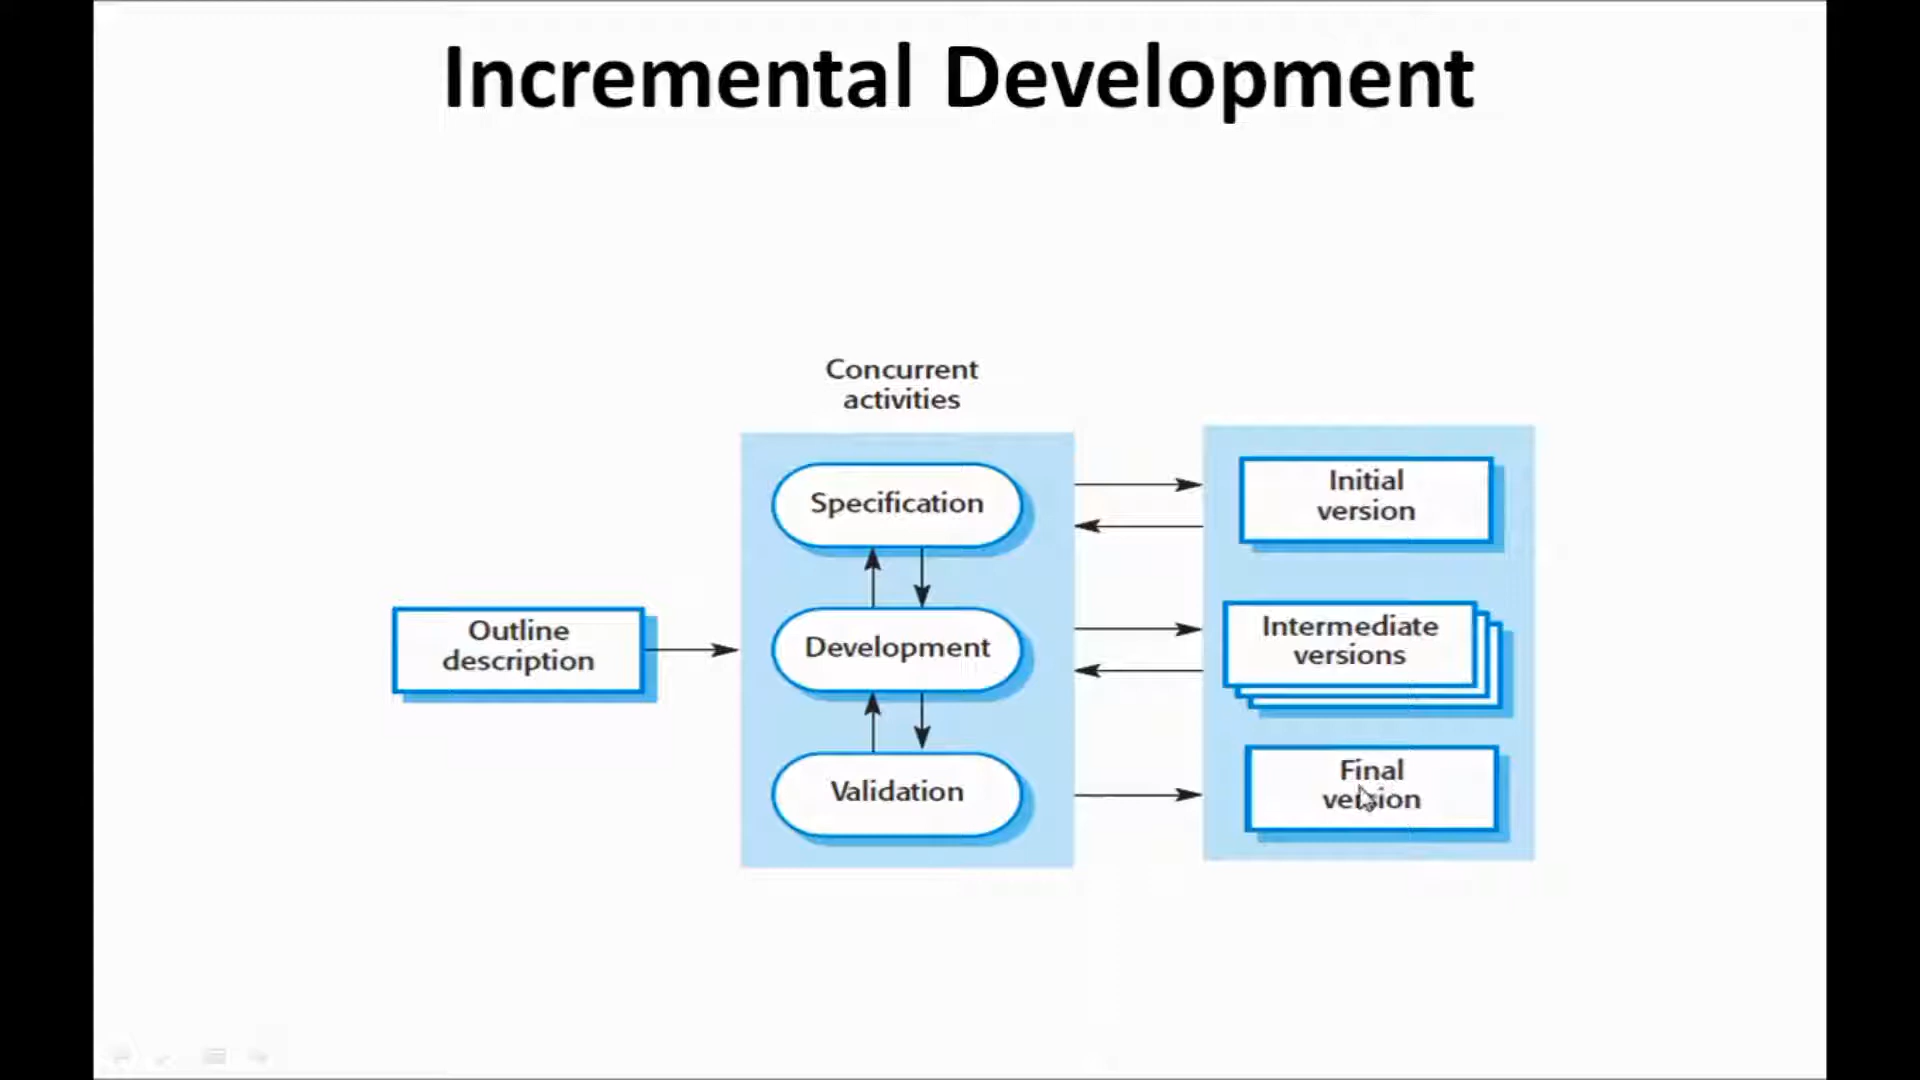 Incremental Development
Concurrent
activities
Outline
description
Specification
Development
Validation
Initial
version
Intermediate
versions
Final
version